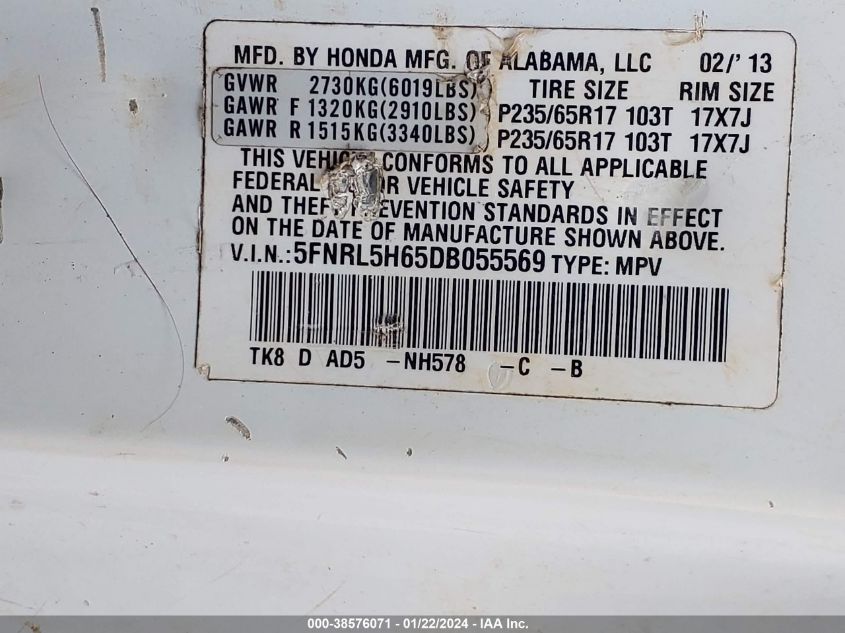 MFD. BY HONDA MFG. OF ALABAMA, LLC 02/' 13
GVWR 2730KG(6019LBS) TIRE SIZE RIM SIZE
GAWR F 1320KG(2910LBS) P235/65R17 103T 17X7J
GAWR R 1515KG(3340LBS) P235/65R17 103T 17X7J
THIS VEHICLE CONFORMS TO ALL APPLICABLE
FEDERAL OR VEHICLE SAFETY
AND THEFT EVENTION STANDARDS IN EFFECT
ON THE DATE OF MANUFACTURE SHOWN ABOVE.
V.I.N.: 5FNRL5H65DB055569 TYPE: MPV
TK8 D AD5 -NH578 -C -B
000-38576071 - 01/22/2024 - IAA Inc.